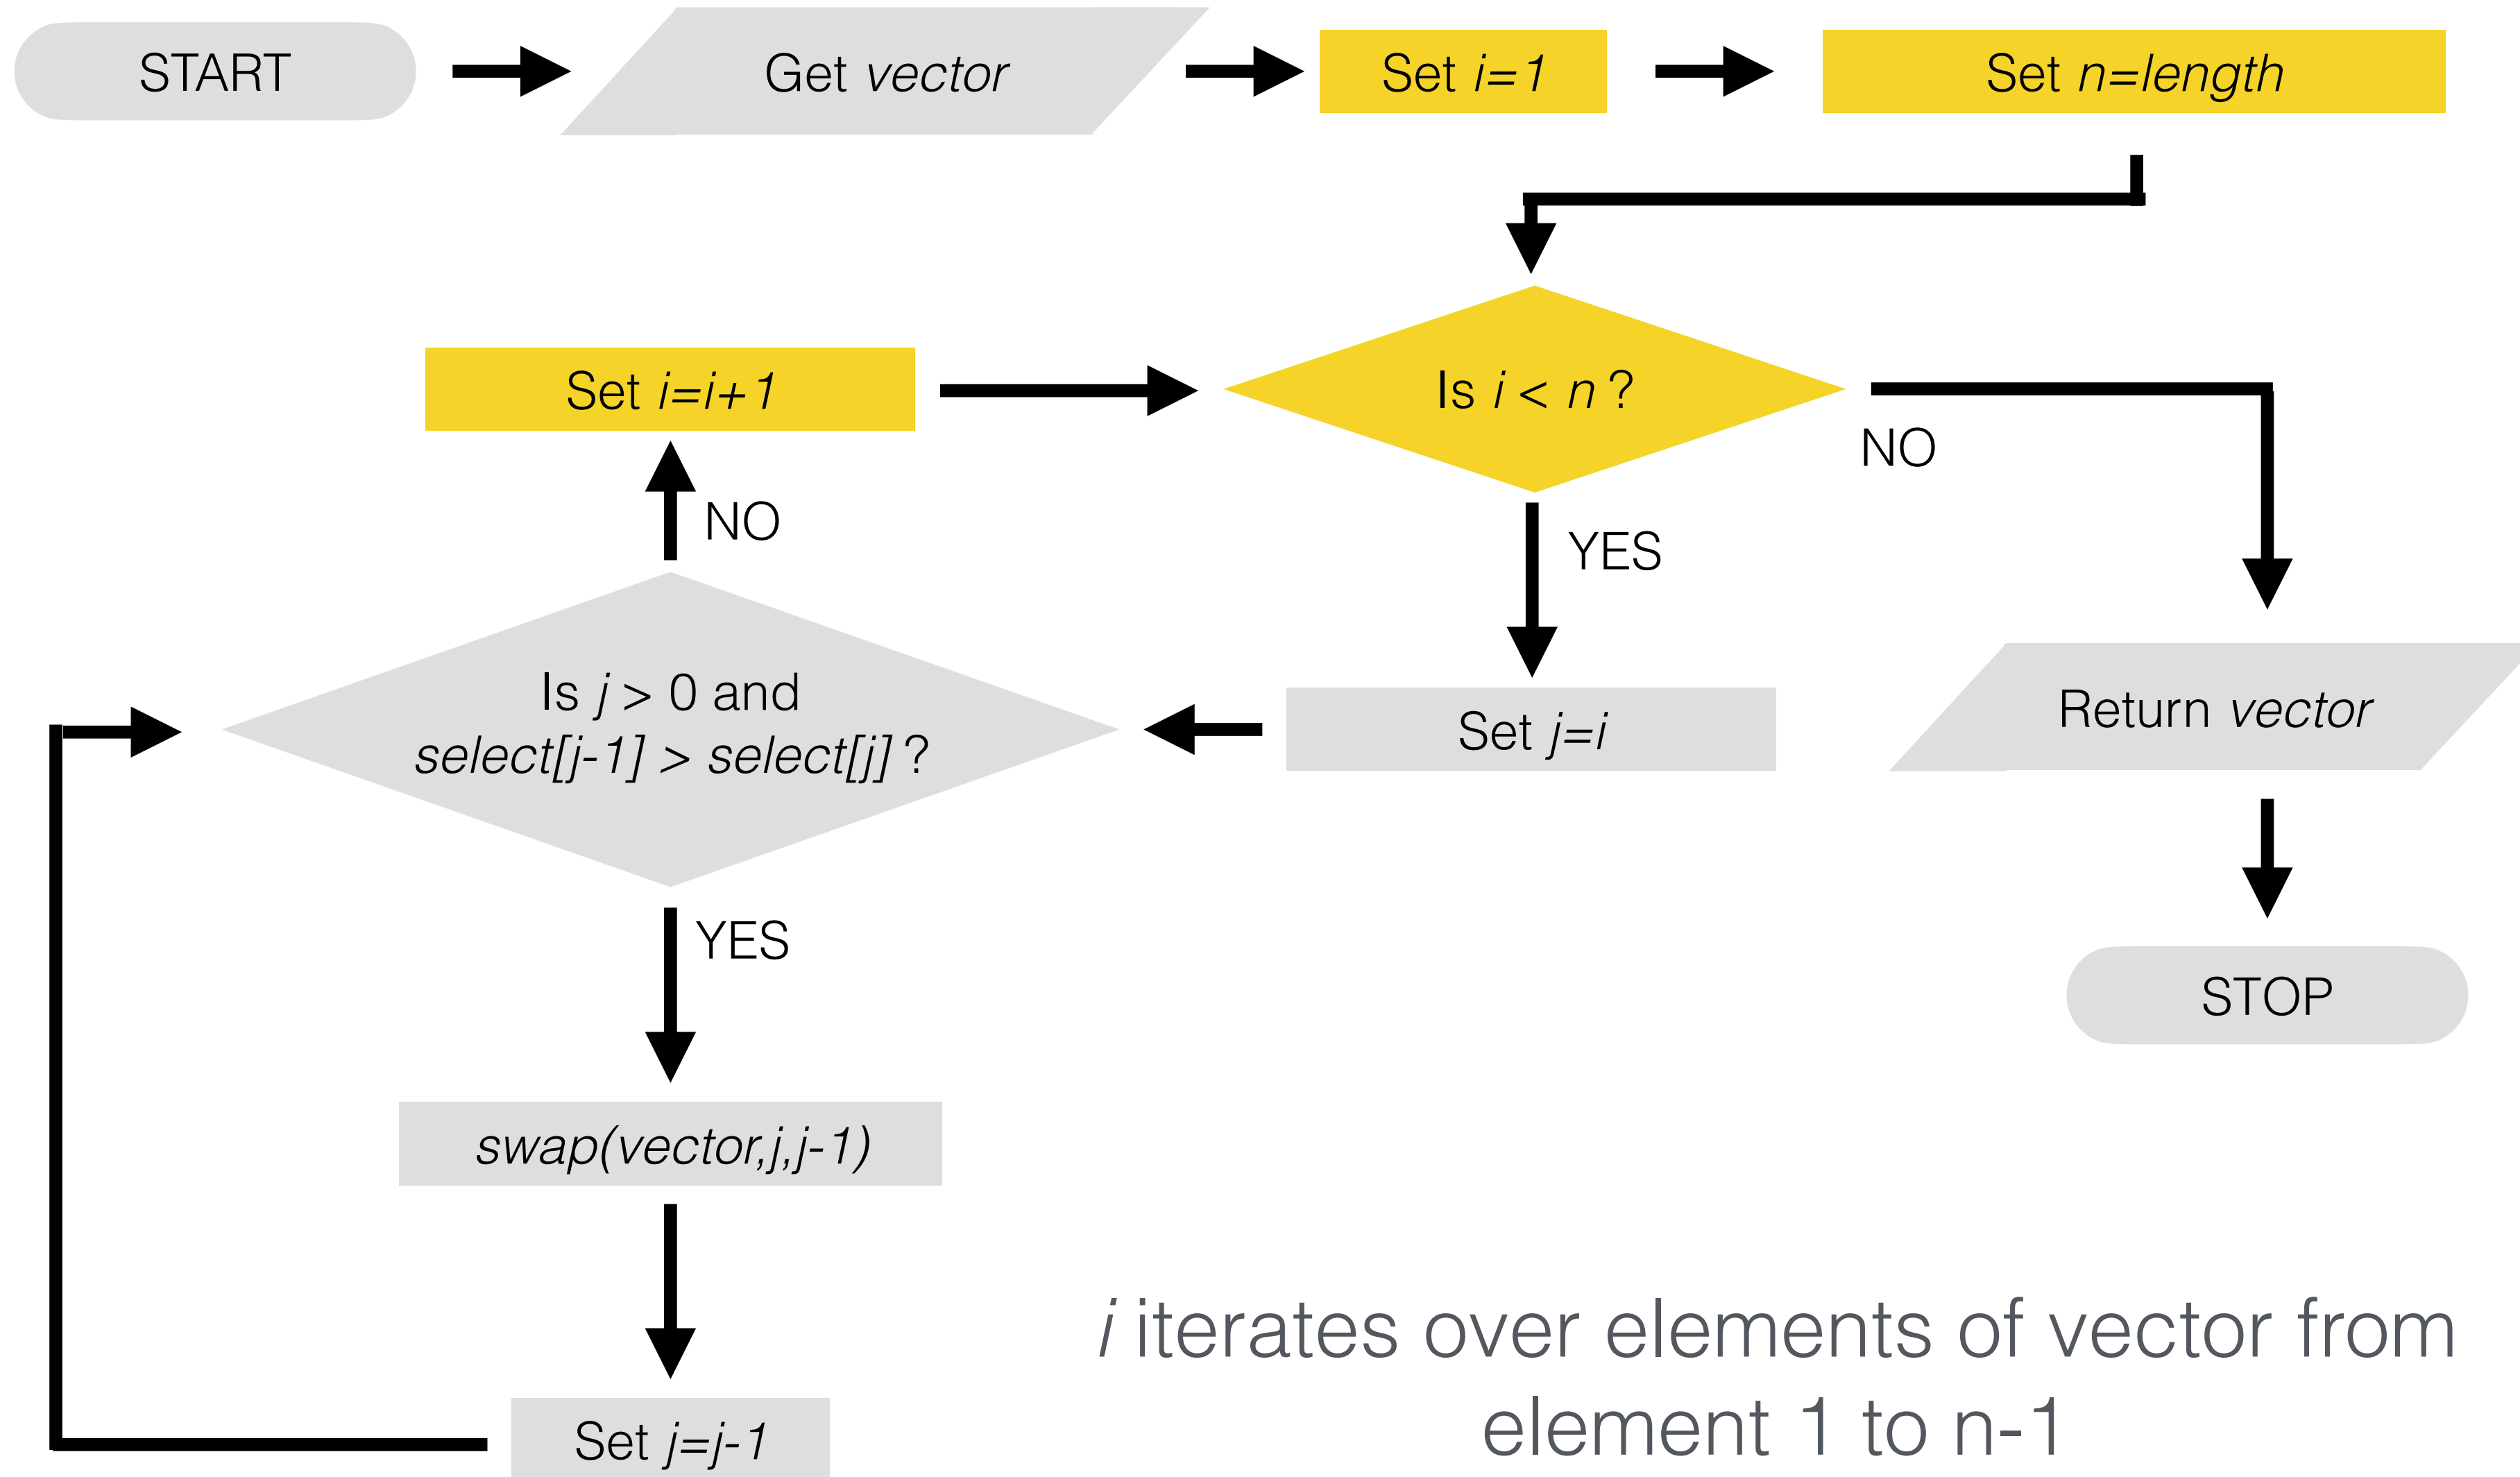 START
Get vector
Set i=1
Set n=length
Set i=i+1
Is i < n ?
NO
NO
YES
Is j > 0 and
select[j-1] > select[j] ?
Set j=i
Return vector
YES
STOP
swap(vector,j,j-1)
i iterates over elements of vector from
element 1 to n-1
Set j=j-1